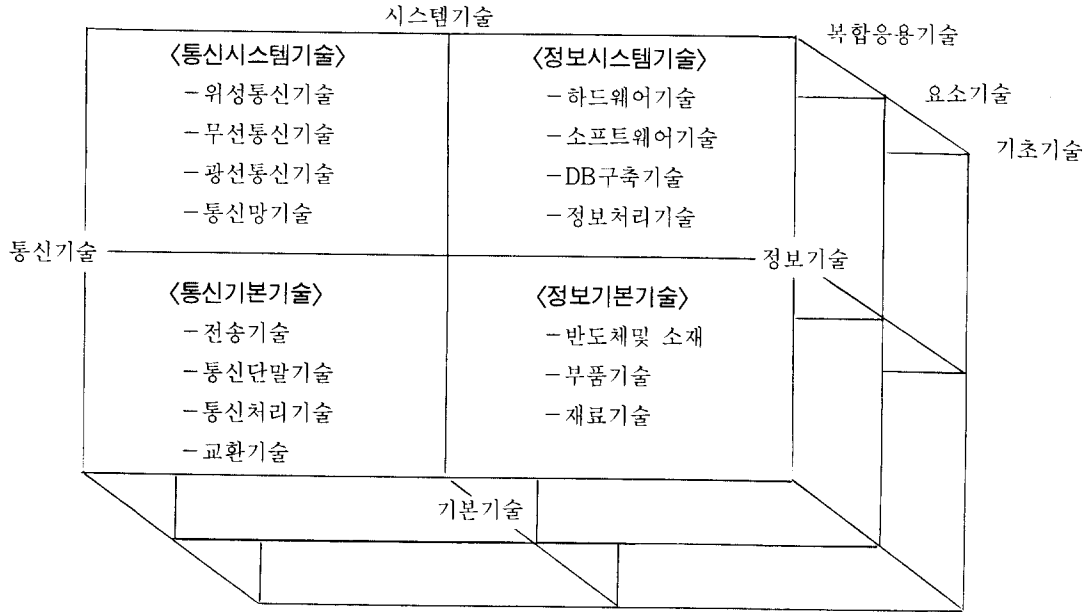 시스템기술
복합응용기술
요소기술
기초기술
〈통신시스템기술〉
－위성통신기술
－무선통신기술
－광선통신기술
－통신망기술
〈정보시스템기술〉
－하드웨어기술
－소프트웨어기술
－DB구축기술
－정보처리기술
통신기술
정보기술
〈통신기본기술〉
－전송기술
－통신단말기술
－통신처리기술
－교환기술
〈정보기본기술〉
－반도체및 소재
－부품기술
－재료기술
기본기술